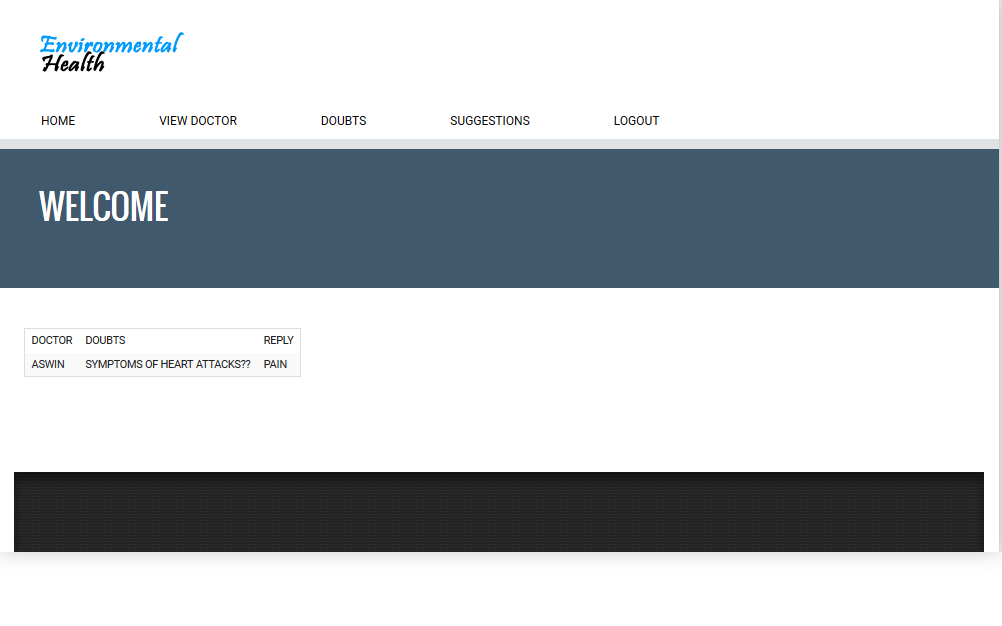 Environmental
Health
HOME VIEW DOCTOR DOUBTS SUGGESTIONS LOGOUT
WELCOME
DOCTOR DOUBTS REPLY
ASWIN SYMPTOMS OF HEART ATTACKS?? PAIN